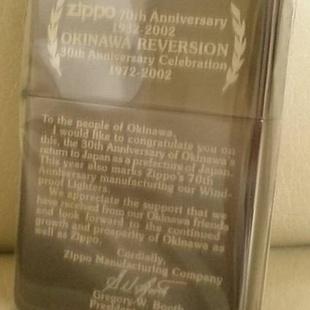 zippo 70th Anniversary
1932-2002
OKINAWA REVERSION
30th Anniversary Celebration
1972-2002
To the people of Okinawa,
I would like to congratulate you on
this, the 30th Anniversary of Okinawa's
return to Japan as a prefecture of Japan.
This year also marks Zippo's 70th
Anniversary manufacturing our Wind-
proof Lighters.
We appreciate the support that we
have received from our Okinawa friends
and look forward to the continued
growth and prosperity of Okinawa as
well as Zippo.
Cordially,
Zippo Manufacturing Company
Gregory W. Booth